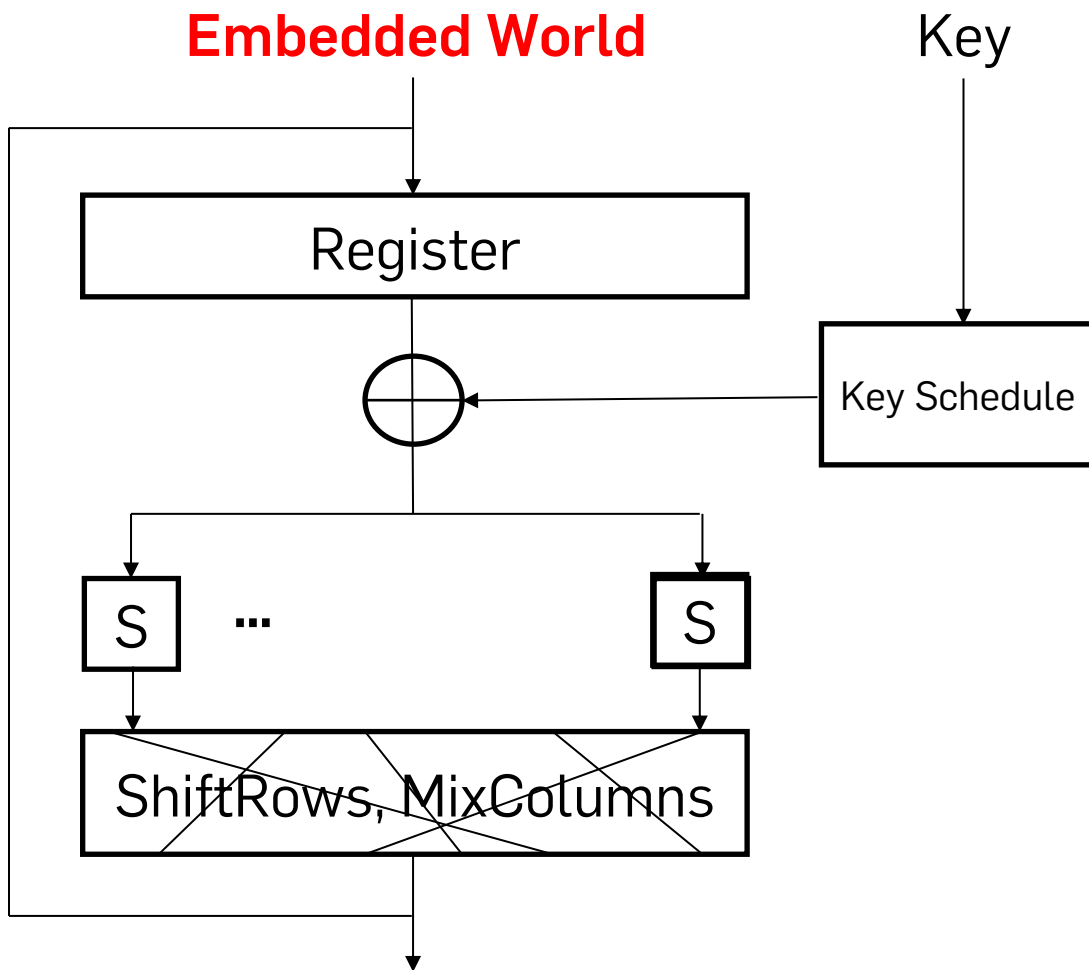 Embedded World
Key
Register
Key Schedule
S
...
S
ShiftRows, MixColumns